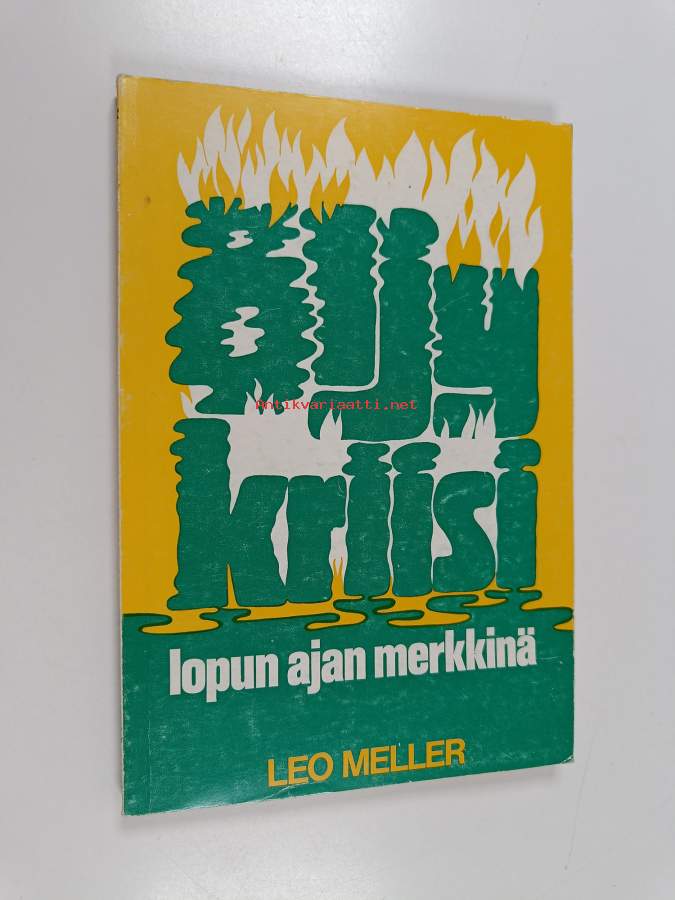 öljy
Antikvariaatti.net
kriisi
lopun ajan merkkinä
LEO MELLER